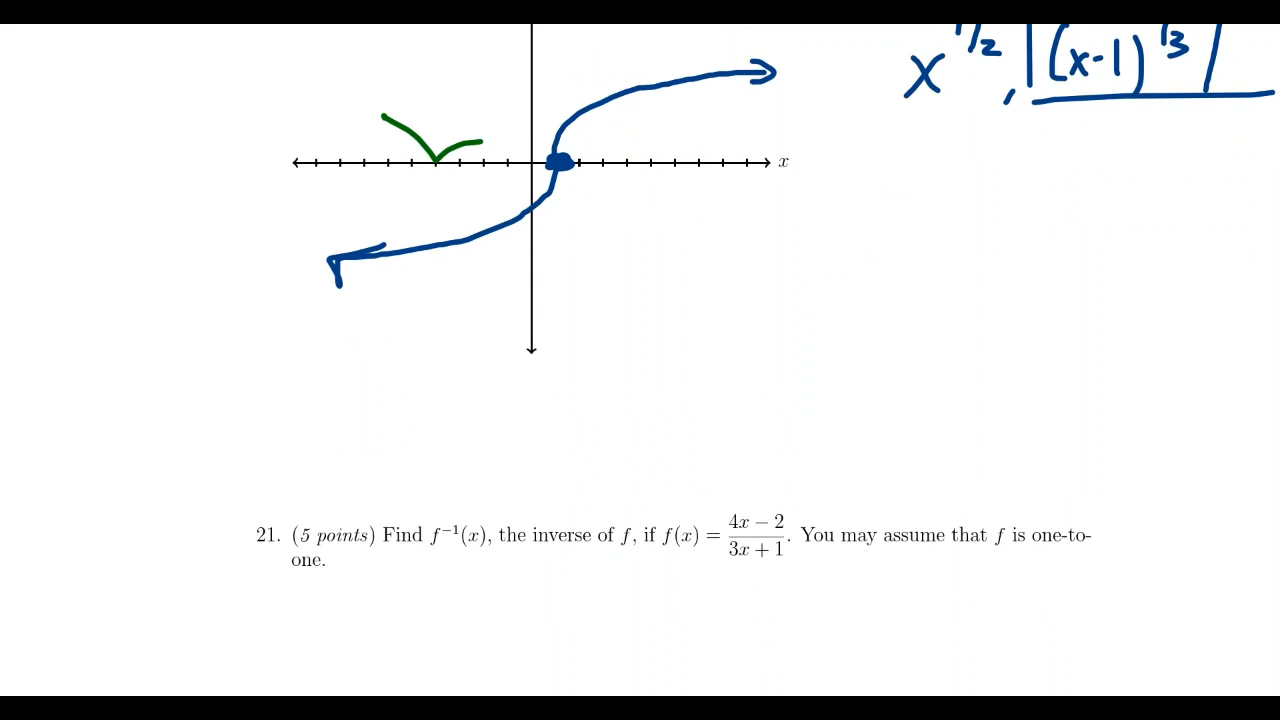 x^{1/2}, |(x-1)^{1/3}|
x
21. (5 points) Find f^{-1}(x), the inverse of f, if f(x) = \frac{4x - 2}{3x + 1}. You may assume that f is one-to-
one.